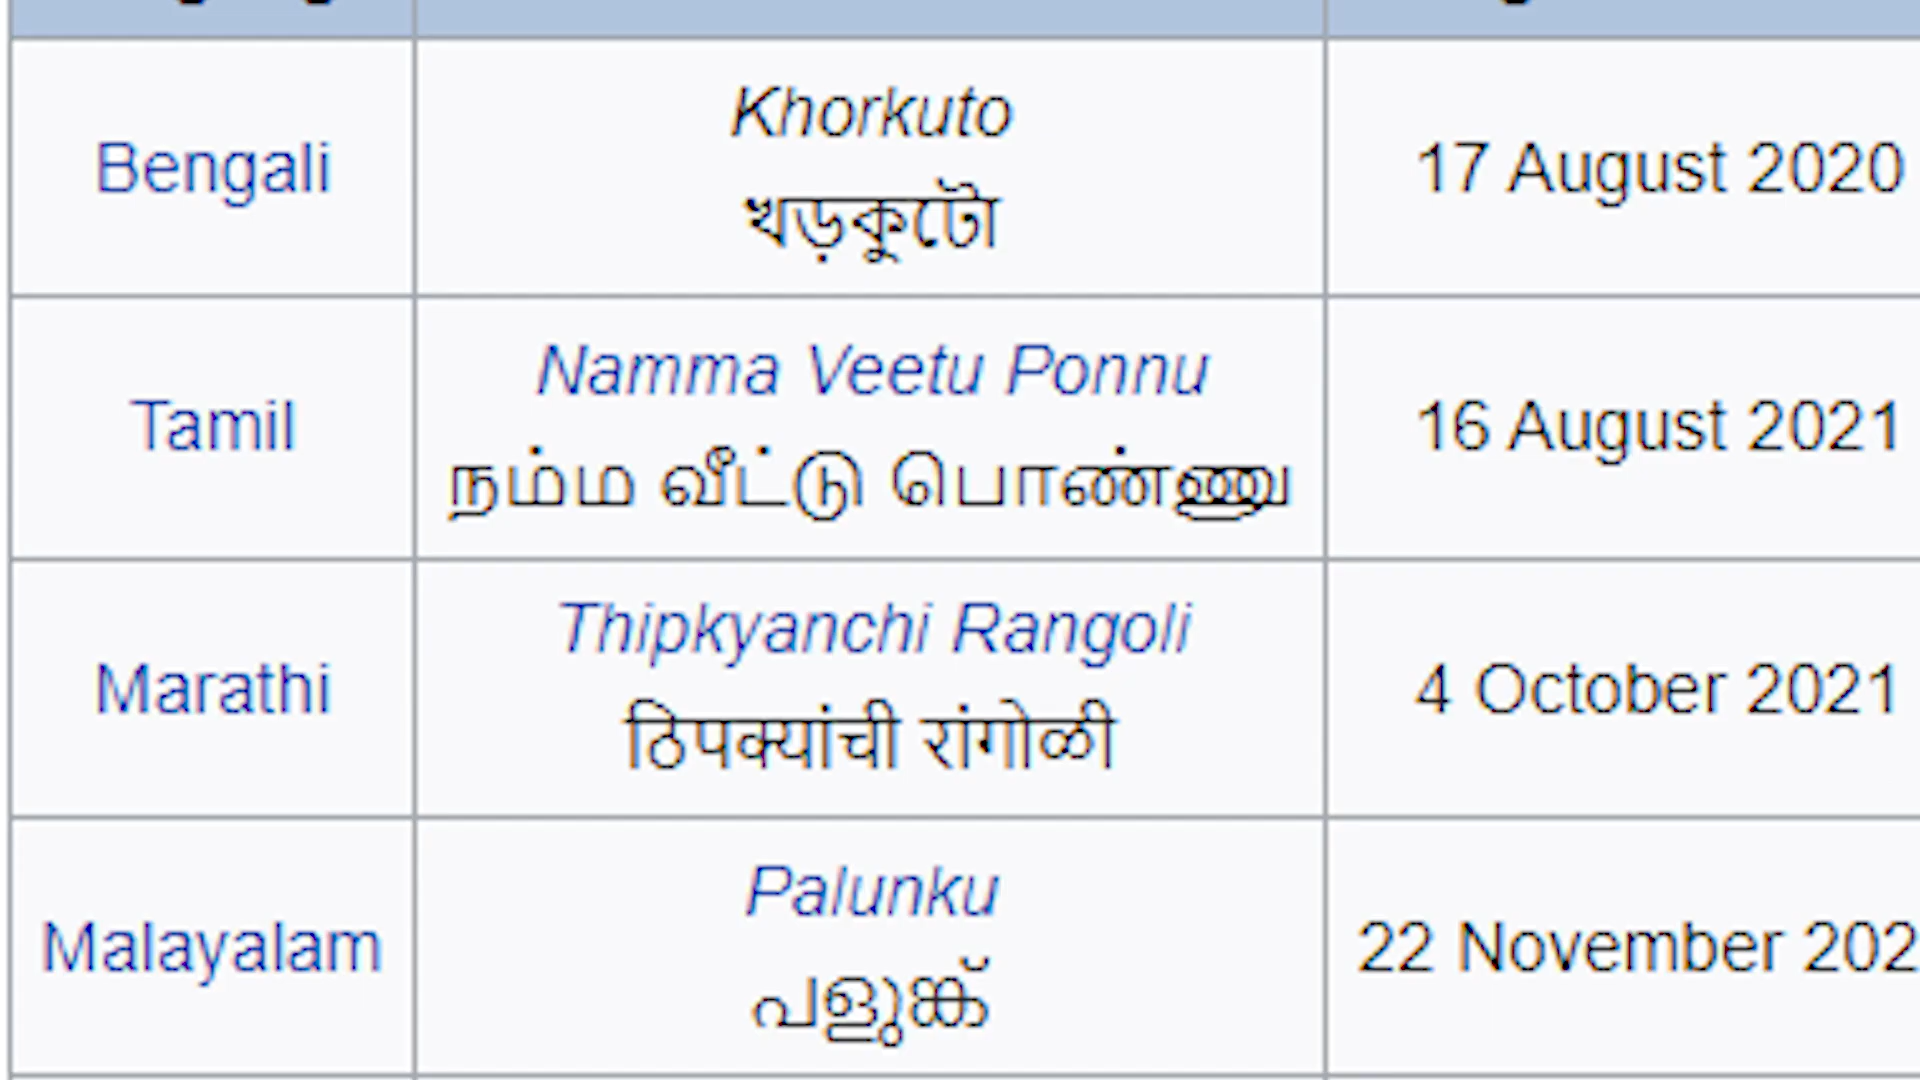 Khorkuto
Bengali
17 August 2020
খড়কুটো
Namma Veetu Ponnu
Tamil
16 August 2021
நம்ம வீட்டு பொண்ணு
Thipkyanchi Rangoli
Marathi
4 October 2021
ठिपक्यांची रांगोळी
Palunku
Malayalam
22 November 202
പളുങ്ക്